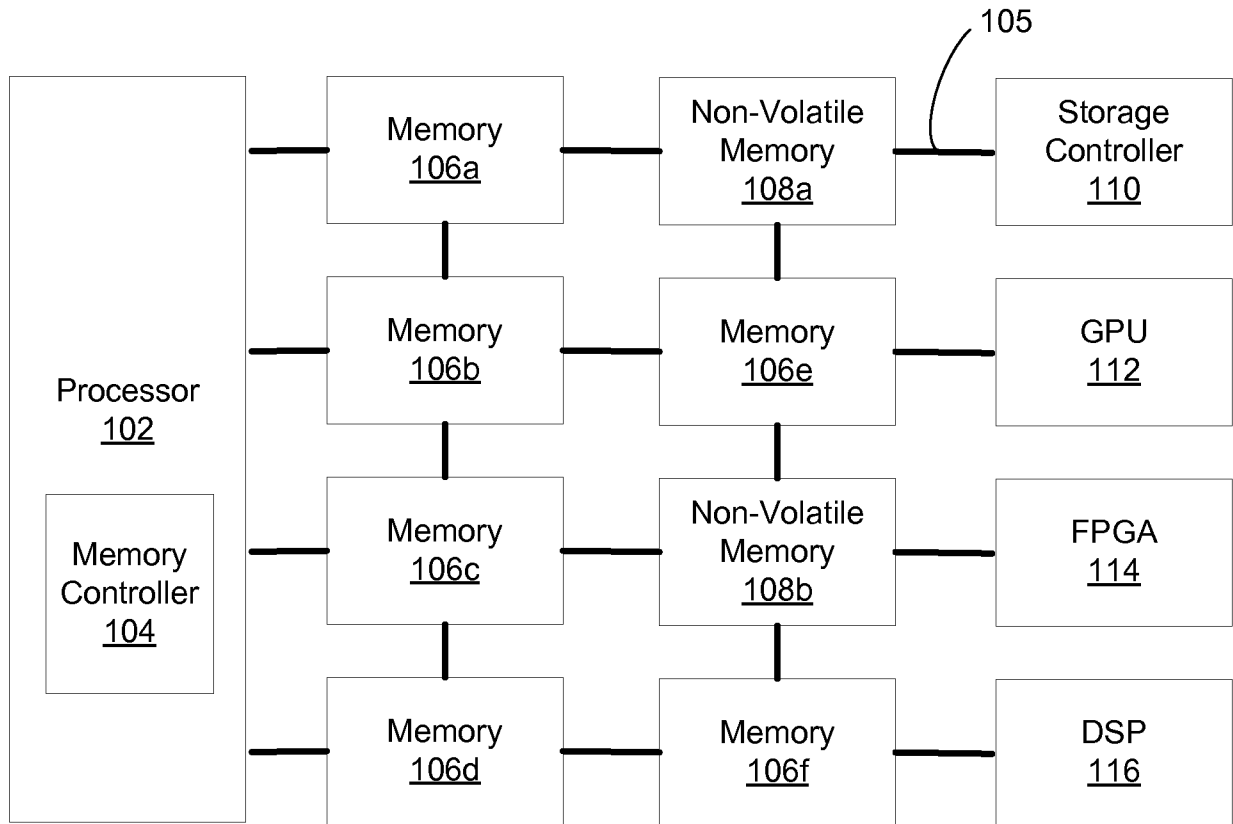 105
Memory
106a
Non-Volatile
Memory
108a
Storage
Controller
110
Memory
106b
Memory
106e
GPU
112
Processor
102
Memory
Controller
104
Memory
106c
Non-Volatile
Memory
108b
FPGA
114
Memory
106d
Memory
106f
DSP
116